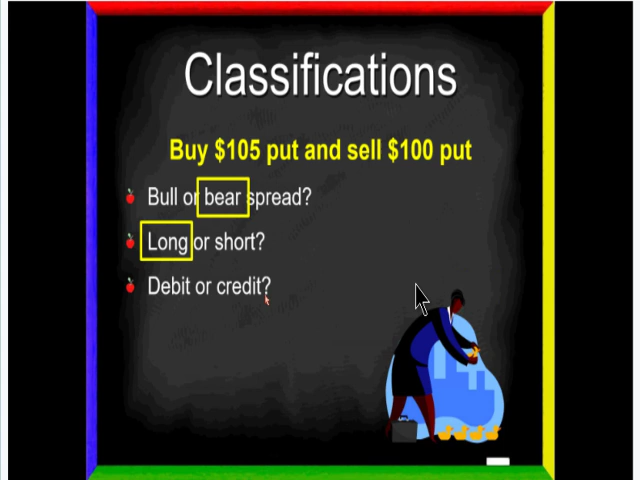 Classifications
Buy $105 put and sell $100 put
Bull or bear spread?
Long or short?
Debit or credit?